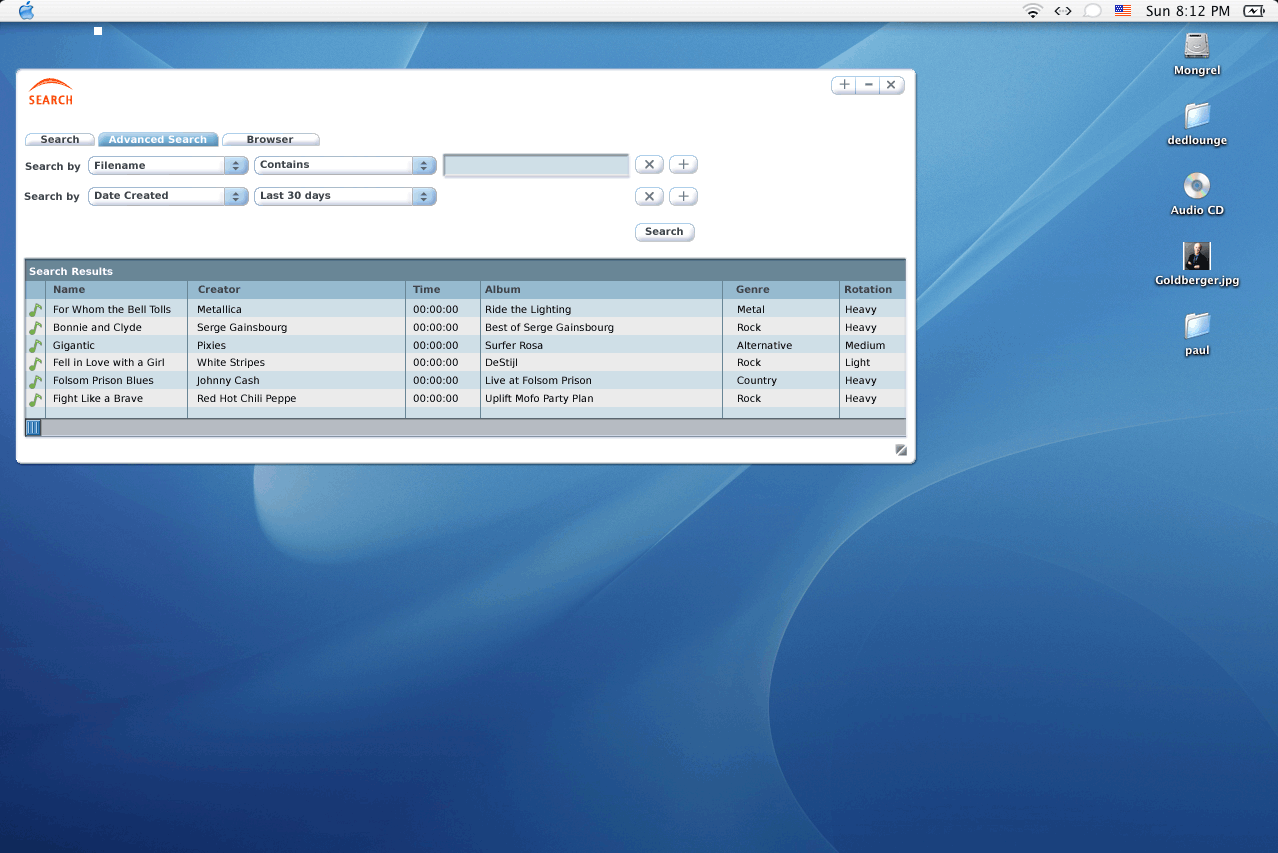 Sun 8:12 PM
SEARCH
Search Advanced Search Browser
Search by Filename Contains
Search by Date Created Last 30 days
Search
Search Results
Name Creator Time Album Genre Rotation
For Whom the Bell Tolls Metallica 00:00:00 Ride the Lighting Metal Heavy
Bonnie and Clyde Serge Gainsbourg 00:00:00 Best of Serge Gainsbourg Rock Heavy
Gigantic Pixies 00:00:00 Surfer Rosa Alternative Medium
Fell in Love with a Girl White Stripes 00:00:00 DeStijl Rock Light
Folsom Prison Blues Johnny Cash 00:00:00 Live at Folsom Prison Country Heavy
Fight Like a Brave Red Hot Chili Peppe 00:00:00 Uplift Mofo Party Plan Rock Heavy
Mongrel
dedlounge
Audio CD
Goldberger.jpg
paul